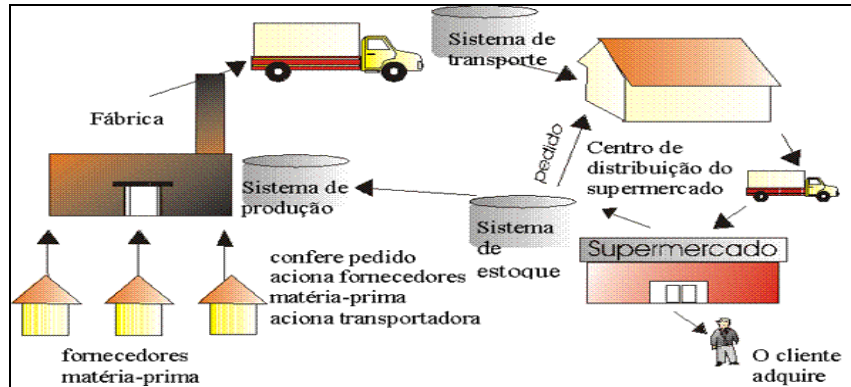 Sistema de
transporte
Fábrica
pedido
Centro de
distribuição do
supermercado
Sistema de
produção
Sistema
de
estoque
Supermercado
confere pedido
aciona fornecedores
matéria-prima
aciona transportadora
fornecedores
matéria-prima
O cliente
adquire